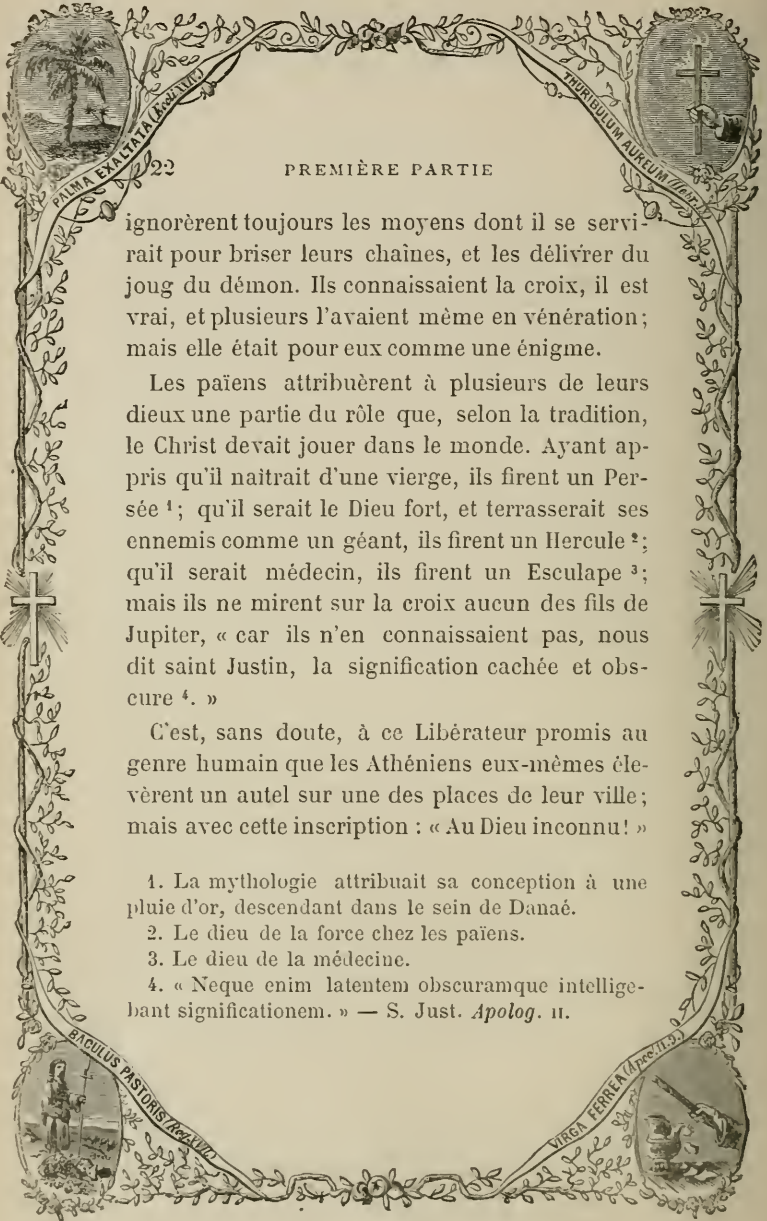 PALMA EXALTATA
THURIBULUM AUREUM
22 PREMIÈRE PARTIE
ignorèrent toujours les moyens dont il se servi-
rait pour briser leurs chaînes, et les délivrer du
joug du démon. Ils connaissaient la croix, il est
vrai, et plusieurs l'avaient même en vénération;
mais elle était pour eux comme une énigme.
Les païens attribuèrent à plusieurs de leurs
dieux une partie du rôle que, selon la tradition,
le Christ devait jouer dans le monde. Ayant ap-
pris qu'il naîtrait d'une vierge, ils firent un Per-
sée ¹; qu'il serait le Dieu fort, et terrasserait ses
ennemis comme un géant, ils firent un Hercule ²;
qu'il serait médecin, ils firent un Esculape ³;
mais ils ne mirent sur la croix aucun des fils de
Jupiter, « car ils n'en connaissaient pas, nous
dit saint Justin, la signification cachée et obs-
cure ⁴. »
C'est, sans doute, à ce Libérateur promis au
genre humain que les Athéniens eux-mêmes éle-
vèrent un autel sur une des places de leur ville;
mais avec cette inscription : « Au Dieu inconnu! »
1. La mythologie attribuait sa conception à une
pluie d'or, descendant dans le sein de Danaé.
2. Le dieu de la force chez les païens.
3. Le dieu de la médecine.
4. « Neque enim latentem obscuramque intellige-
bant significationem. » — S. Just. Apolog. II.
BACULUS PASTORIS
VIRGA FERREA